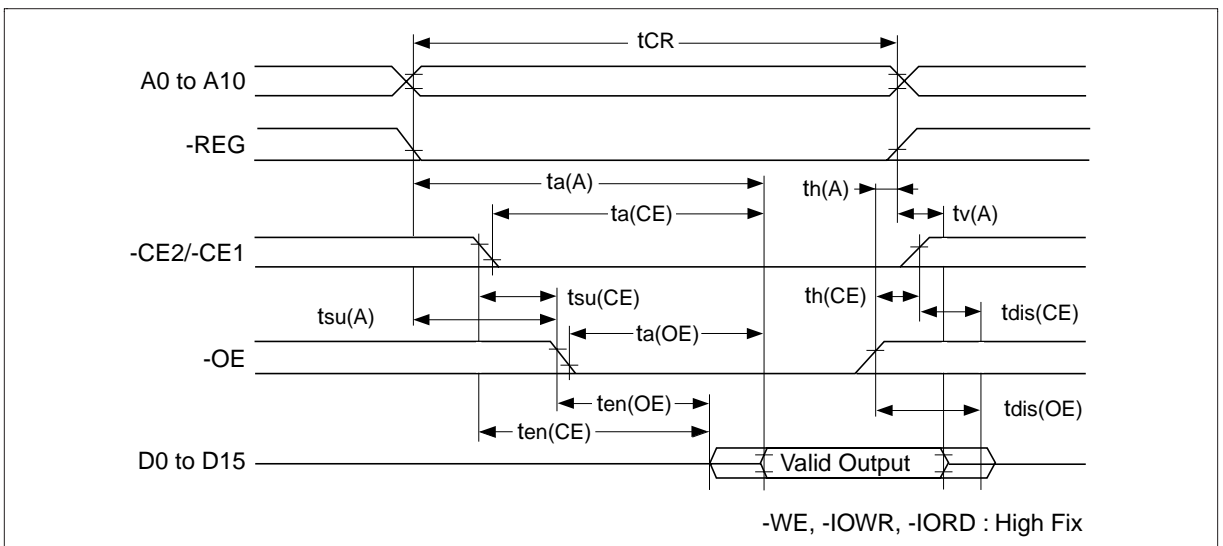 tCR
A0 to A10
-REG
ta(A)
th(A)
ta(CE)
tv(A)
-CE2/-CE1
tsu(CE)
th(CE)
tsu(A)
tdis(CE)
ta(OE)
-OE
ten(OE)
tdis(OE)
ten(CE)
D0 to D15
Valid Output
-WE, -IOWR, -IORD : High Fix